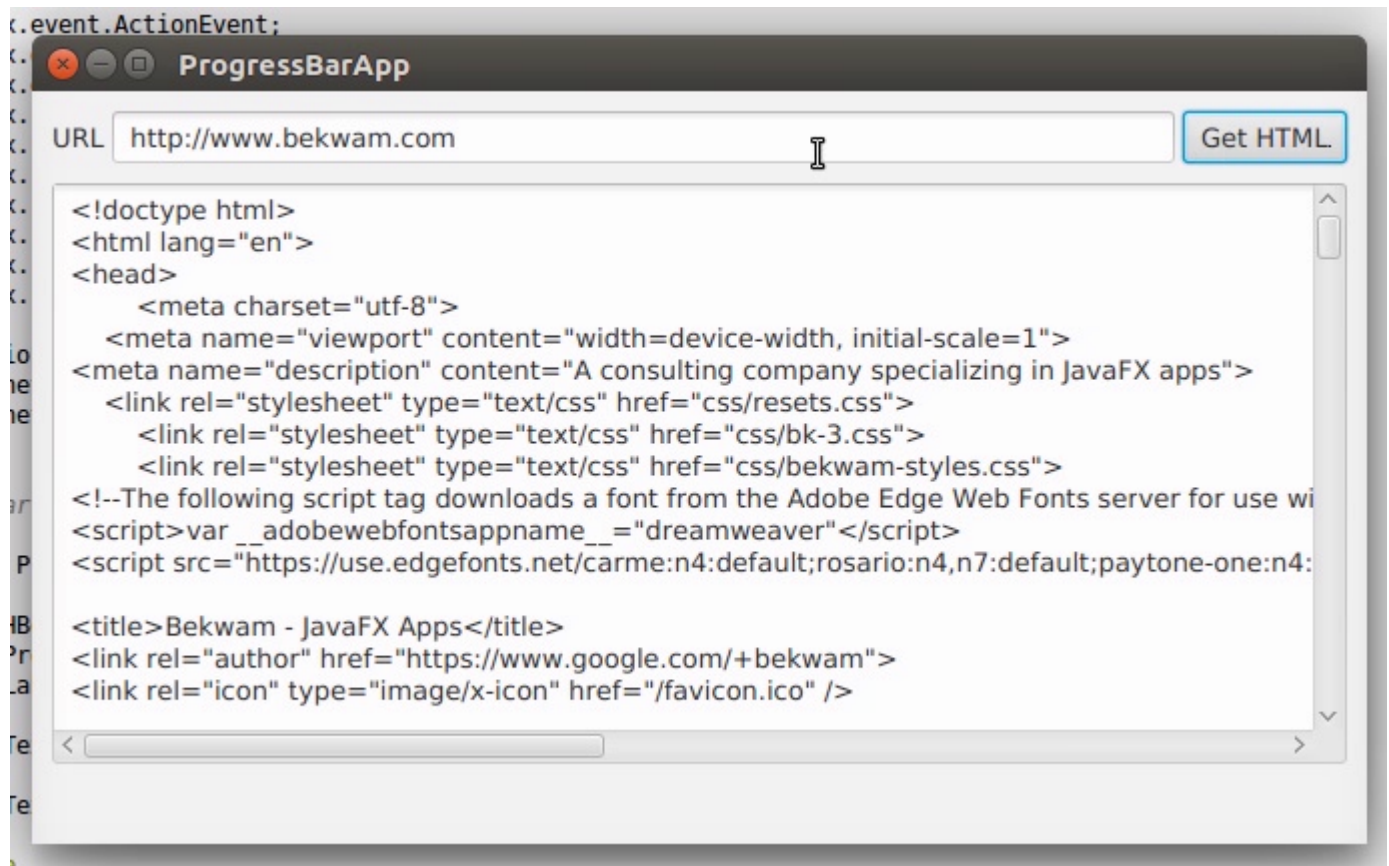 x.event.ActionEvent;
ProgressBarApp
URL http://www.bekwam.com Get HTML
<!doctype html>
<html lang="en">
<head>
<meta charset="utf-8">
<meta name="viewport" content="width=device-width, initial-scale=1">
<meta name="description" content="A consulting company specializing in JavaFX apps">
<link rel="stylesheet" type="text/css" href="css/resets.css">
<link rel="stylesheet" type="text/css" href="css/bk-3.css">
<link rel="stylesheet" type="text/css" href="css/bekwam-styles.css">
<!--The following script tag downloads a font from the Adobe Edge Web Fonts server for use wi
<script>var __adobewebfontsappname__="dreamweaver"</script>
<script src="https://use.edgefonts.net/carme:n4:default;rosario:n4,n7:default;paytone-one:n4:
<title>Bekwam - JavaFX Apps</title>
<link rel="author" href="https://www.google.com/+bekwam">
<link rel="icon" type="image/x-icon" href="/favicon.ico" />